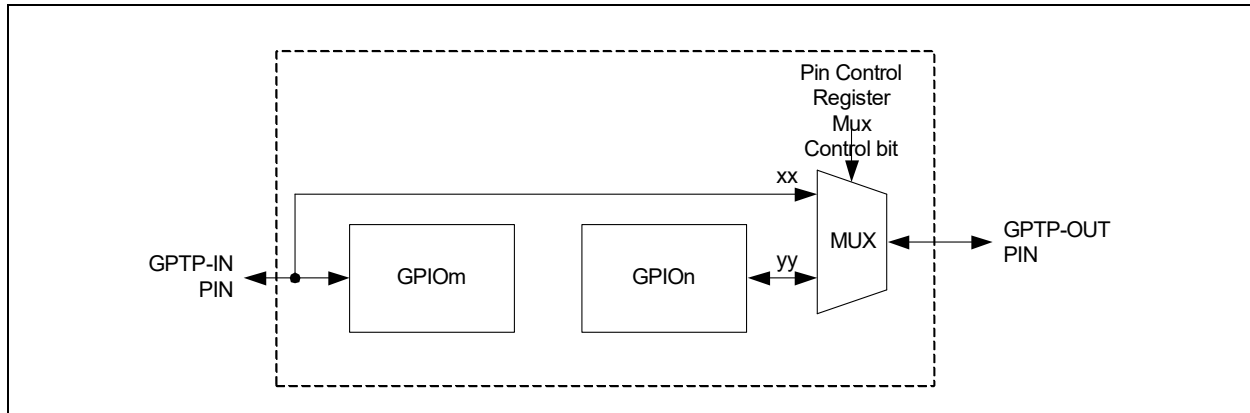 Pin Control
Register
Mux
Control bit
xx
GPTP-IN
PIN
GPIOm
GPIOn
yy
MUX
GPTP-OUT
PIN